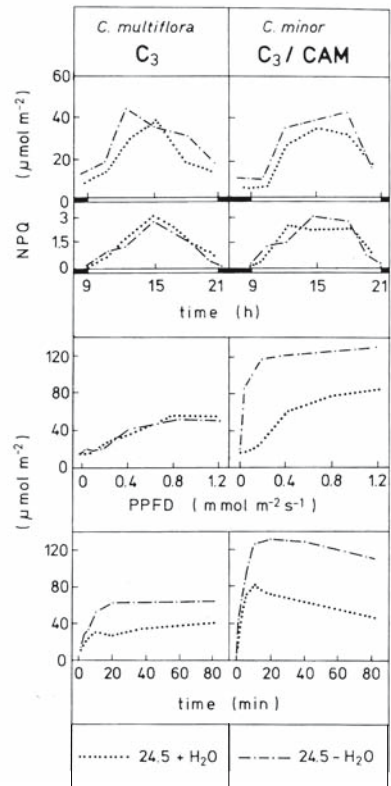 C. multiflora C. minor
C₃ C₃ / CAM
60
40
20
(μmol m⁻²)
3
1.5
0
NPQ
9 15 21 9 15 21
time (h)
120
80
40
0
0 0.4 0.8 1.2 0 0.4 0.8 1.2
PPFD (mmol m⁻² s⁻¹)
(μmol m⁻²)
120
80
40
0
0 20 40 60 80 0 20 40 60 80
time (min)
24.5 + H₂O 24.5 - H₂O